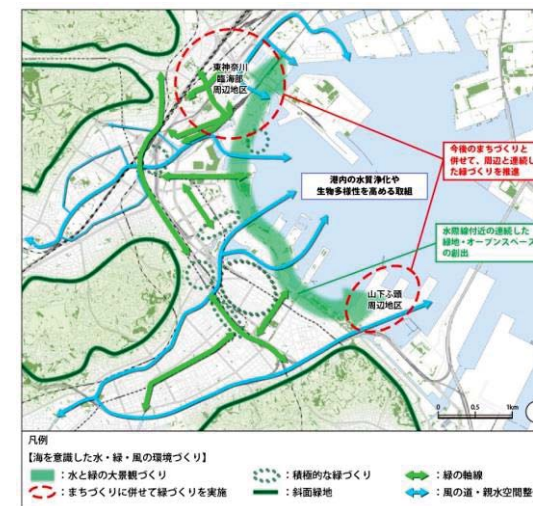 東神奈川
臨海部
周辺地区
今後のまちづくりと
併せて、周辺と連続し
た緑づくりを推進
港内の水質浄化や
生物多様性を高める取組
水際線付近の連続した
緑地・オープンスペース
の創出
山下ふ頭
周辺地区
0 0.5 1km
凡例
【海を意識した水・緑・風の環境づくり】
:水と緑の大景観づくり :積極的な緑づくり :緑の軸線
:まちづくりに併せて緑づくりを実施 :斜面緑地 :風の道・親水空間整